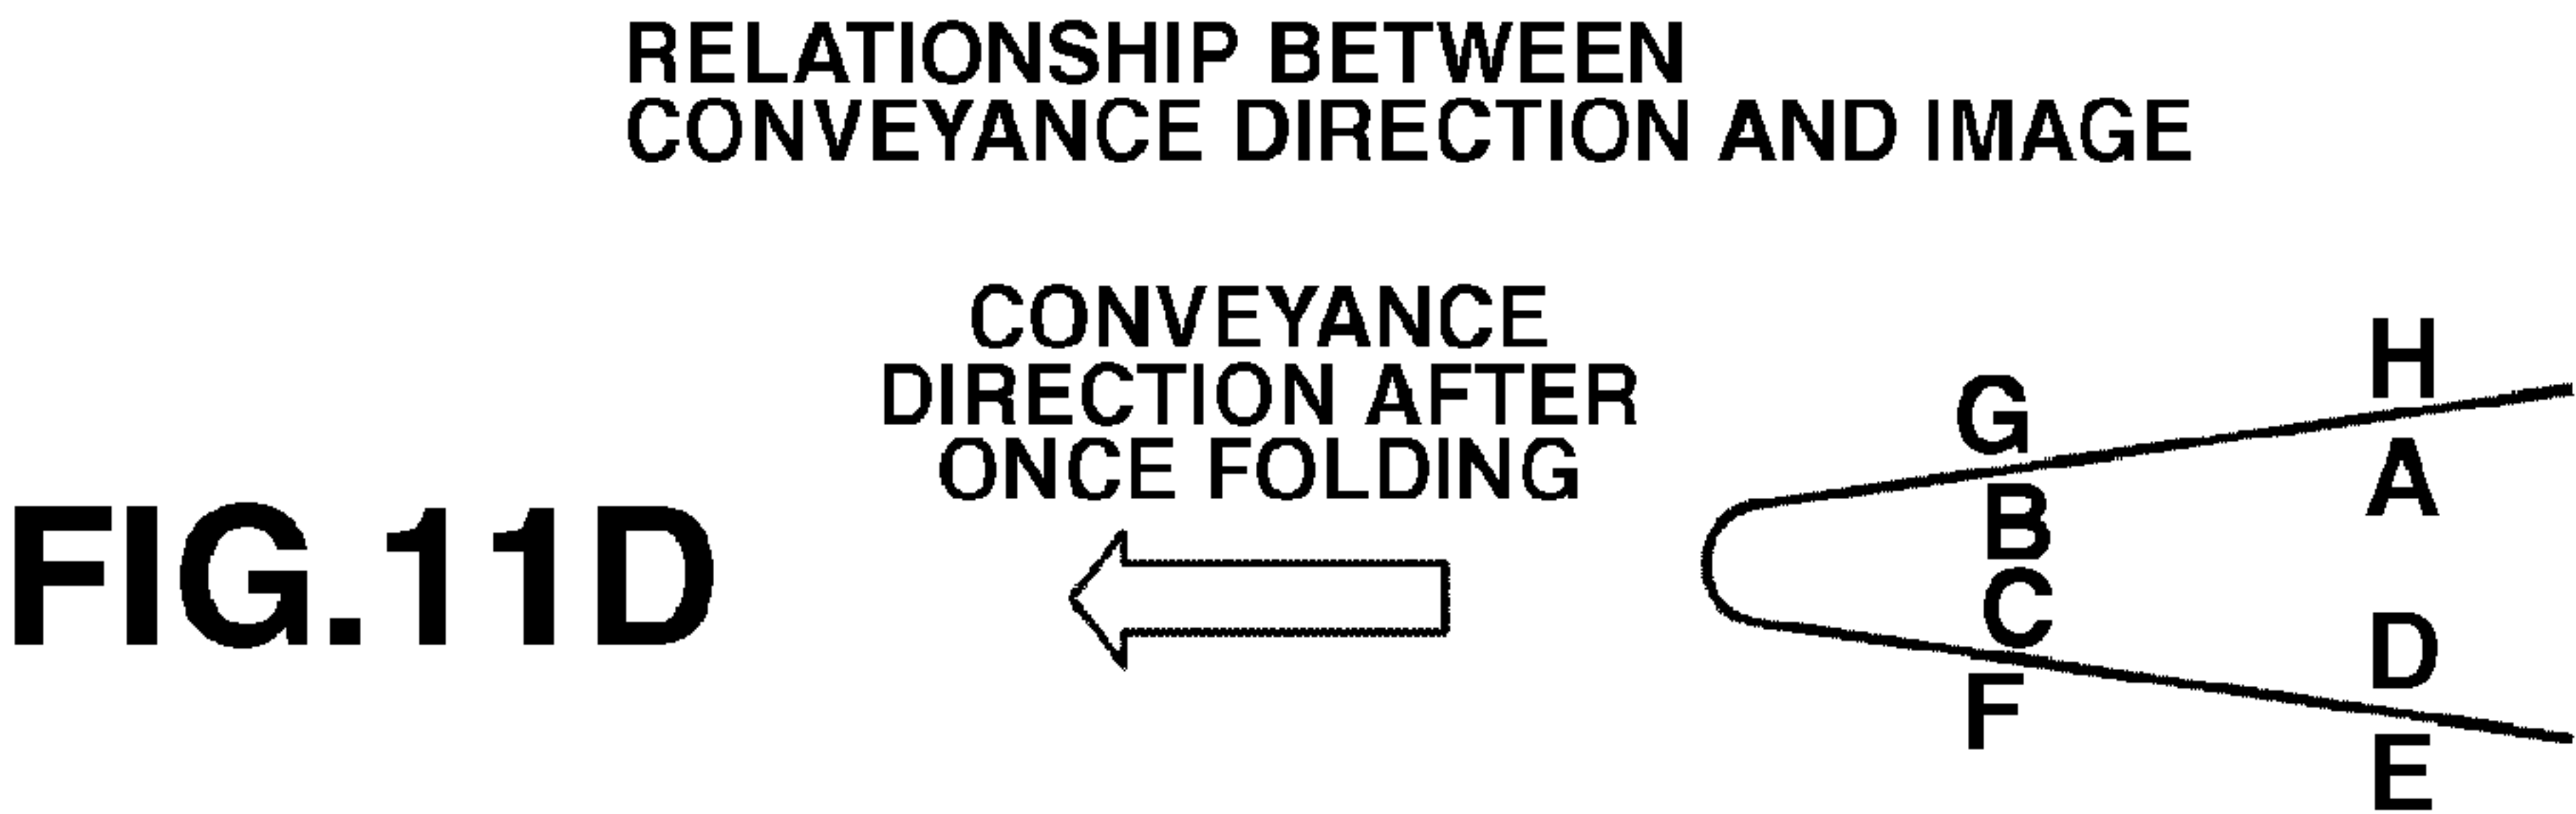 RELATIONSHIP BETWEEN
CONVEYANCE DIRECTION AND IMAGE
CONVEYANCE
DIRECTION AFTER
ONCE FOLDING
FIG.11D
H
G
A
B
C
D
F
E